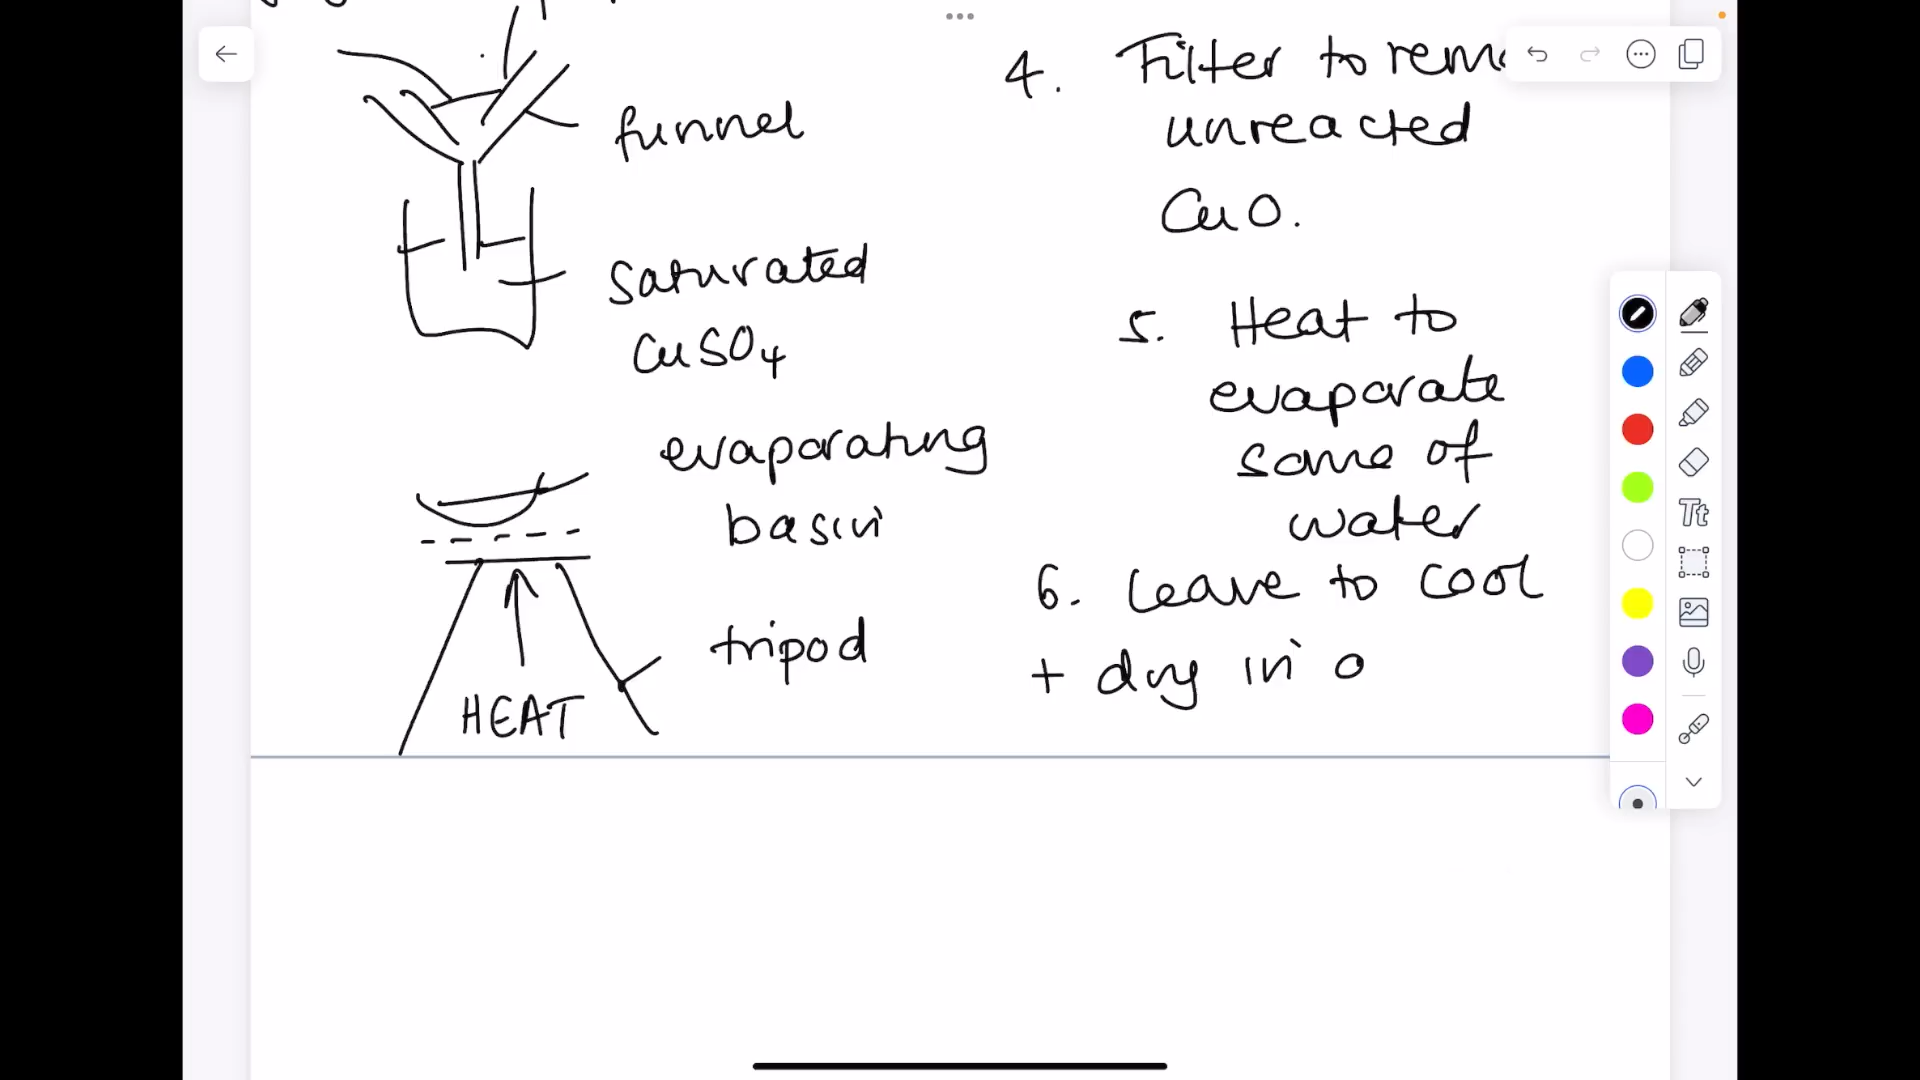 funnel
saturated
CuSO4
evaporating
basin
tripod
HEAT
4. Filter to rem
unreacted
CuO.
5. Heat to
evaporate
some of
water
6. Leave to cool
+ dry in o
Tt